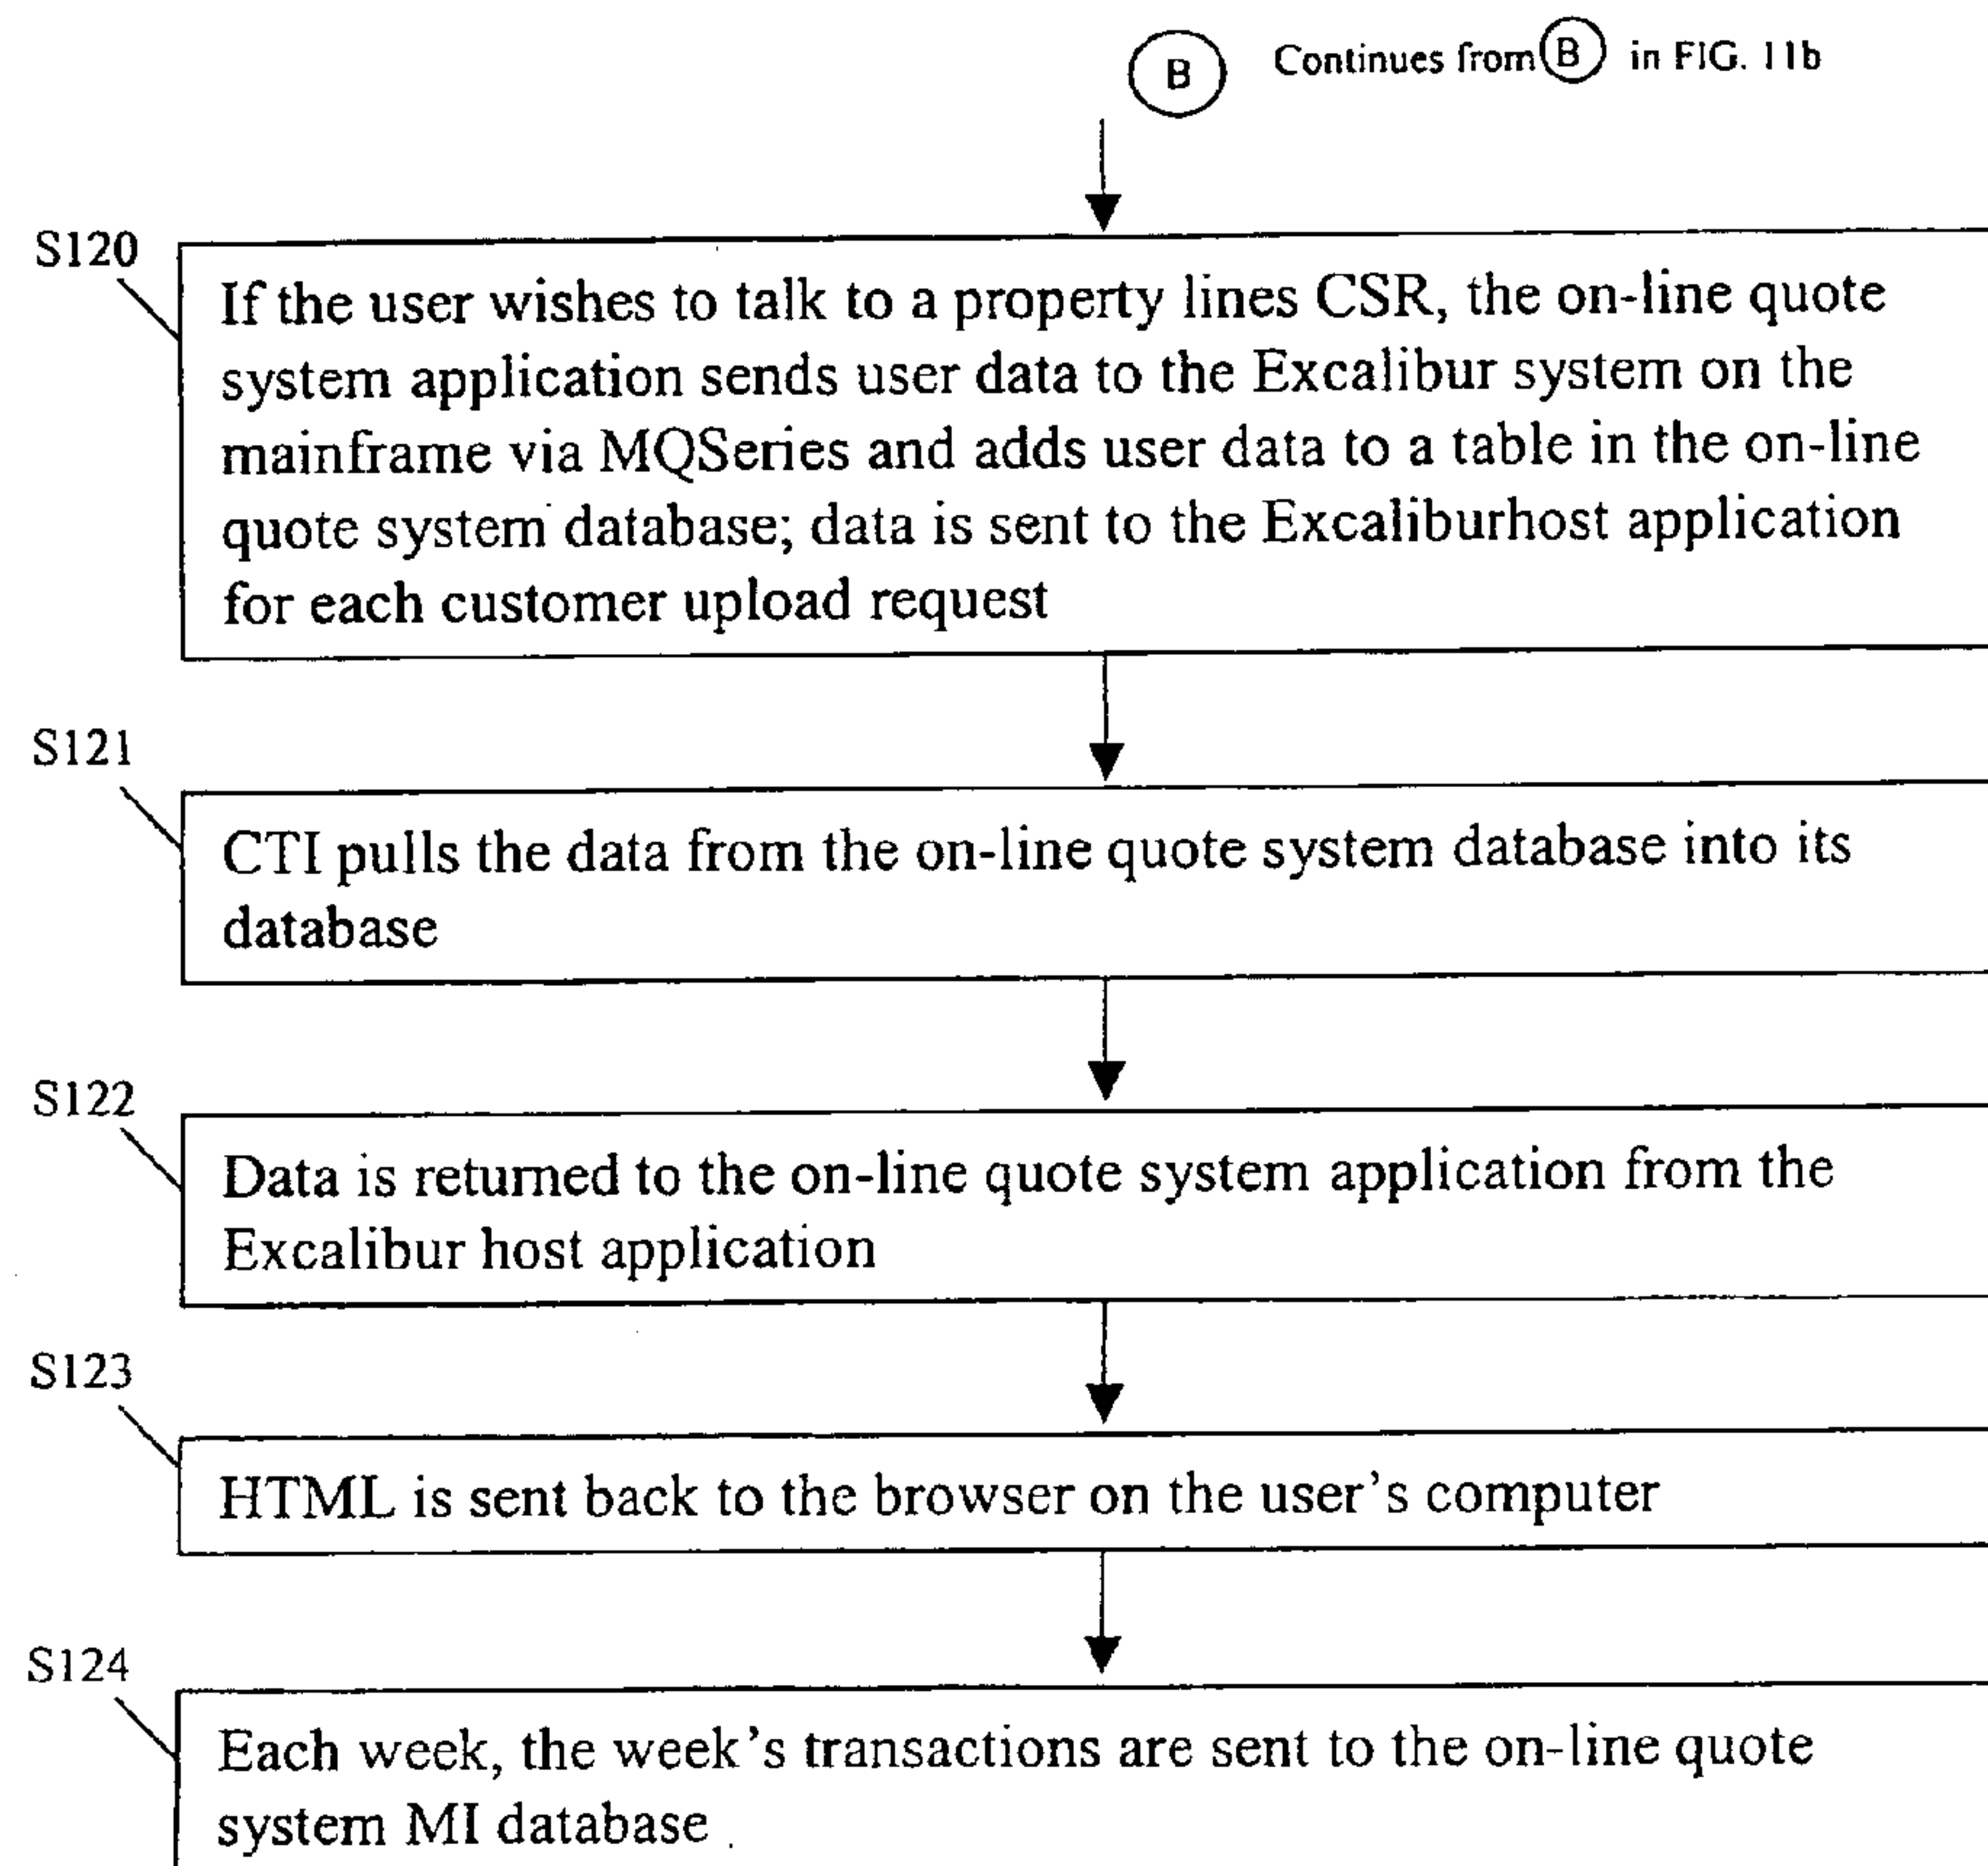 B Continues from B in FIG. 11b
S120
If the user wishes to talk to a property lines CSR, the on-line quote
system application sends user data to the Excalibur system on the
mainframe via MQSeries and adds user data to a table in the on-line
quote system database; data is sent to the Excaliburhost application
for each customer upload request
S121
CTI pulls the data from the on-line quote system database into its
database
S122
Data is returned to the on-line quote system application from the
Excalibur host application
S123
HTML is sent back to the browser on the user's computer
S124
Each week, the week's transactions are sent to the on-line quote
system MI database